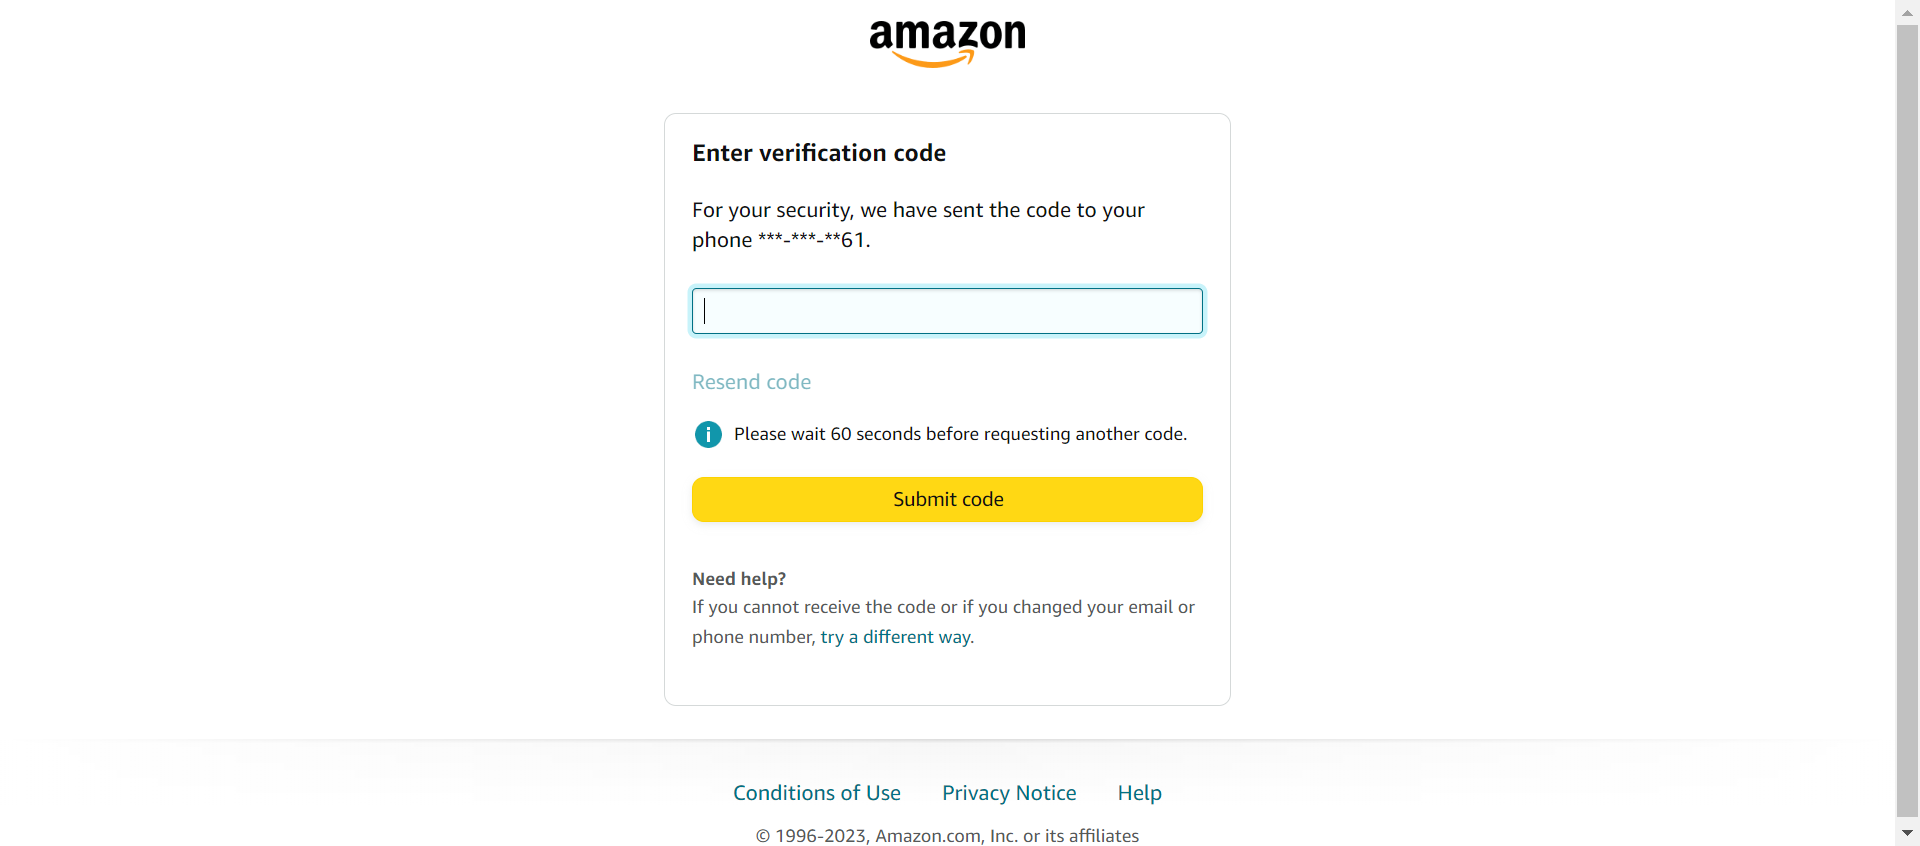 amazon
Enter verification code
For your security, we have sent the code to your
phone ***-***-**61.
Resend code
i Please wait 60 seconds before requesting another code.
Submit code
Need help?
If you cannot receive the code or if you changed your email or
phone number, try a different way.
Conditions of Use Privacy Notice Help
© 1996-2023, Amazon.com, Inc. or its affiliates